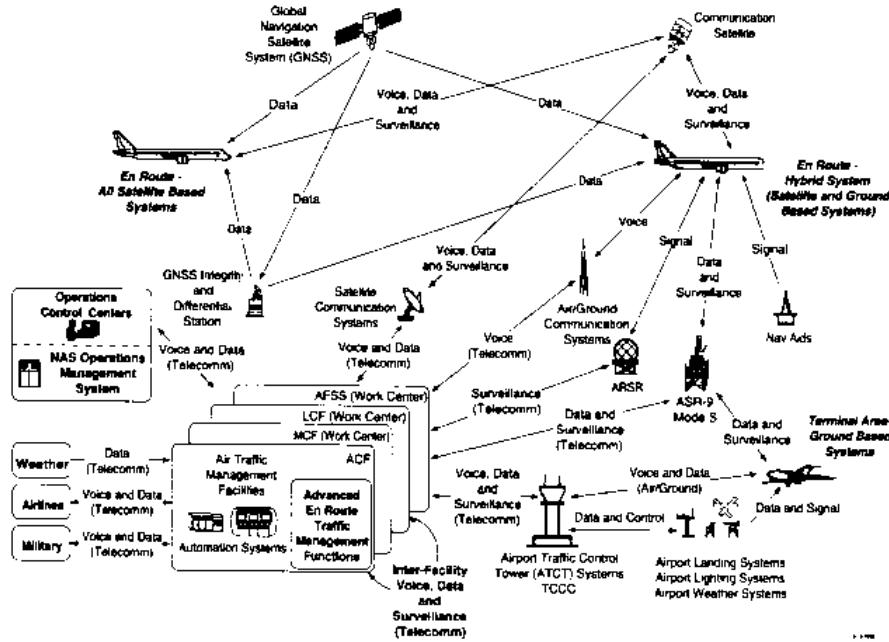 Global
Navigation
Satellite
System (GNSS)
Communication
Satellite
Data
Voice, Data
and
Surveillance
Data
Voice, Data
and
Surveillance
En Route -
All Satellite Based
Systems
En Route -
Hybrid System
(Satellite and Ground
Based Systems)
Data
Data
Data
Voice
Signal
Signal
Voice, Data
and Surveillance
Data
and
Surveillance
GNSS Integrity
and
Differential
Station
Satellite
Communication
Systems
Air/Ground
Communication
Systems
Nav Aids
Operations
Control Centers
NAS Operations
Management
System
Voice and Data
(Telecomm)
Voice and Data
(Telecomm)
Voice
(Telecomm)
ARSR
ASR-9
Mode S
Surveillance
(Telecomm)
Data and
Surveillance
(Telecomm)
Data and
Surveillance
Terminal Area-
Ground Based
Systems
AFSS (Work Center)
LCF (Work Center)
MCF (Work Center)
ACF
Air Traffic
Management
Facilities
Automation Systems
Advanced
En Route
Traffic
Management
Functions
Weather
Data
(Telecomm)
Airlines
Voice and Data
(Telecomm)
Military
Voice and Data
(Telecomm)
Voice, Data
and
Surveillance
(Telecomm)
Voice and Data
(Air/Ground)
Data and Control
Data and Signal
Airport Traffic Control
Tower (ATCT) Systems
TCCC
Airport Landing Systems
Airport Lighting Systems
Airport Weather Systems
Inter-Facility
Voice, Data
and
Surveillance
(Telecomm)